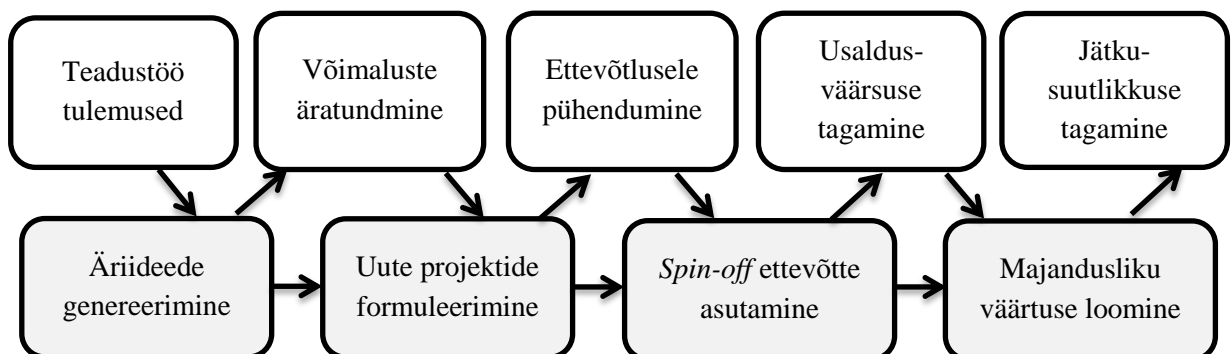 Teadustöö
tulemused
Võimaluste
äratundmine
Ettevõtlusele
pühendumine
Usaldus-
väärsuse
tagamine
Jätku-
suutlikkuse
tagamine
Äriideede
genereerimine
Uute projektide
formuleerimine
Spin-off ettevõtte
asutamine
Majandusliku
väärtuse loomine